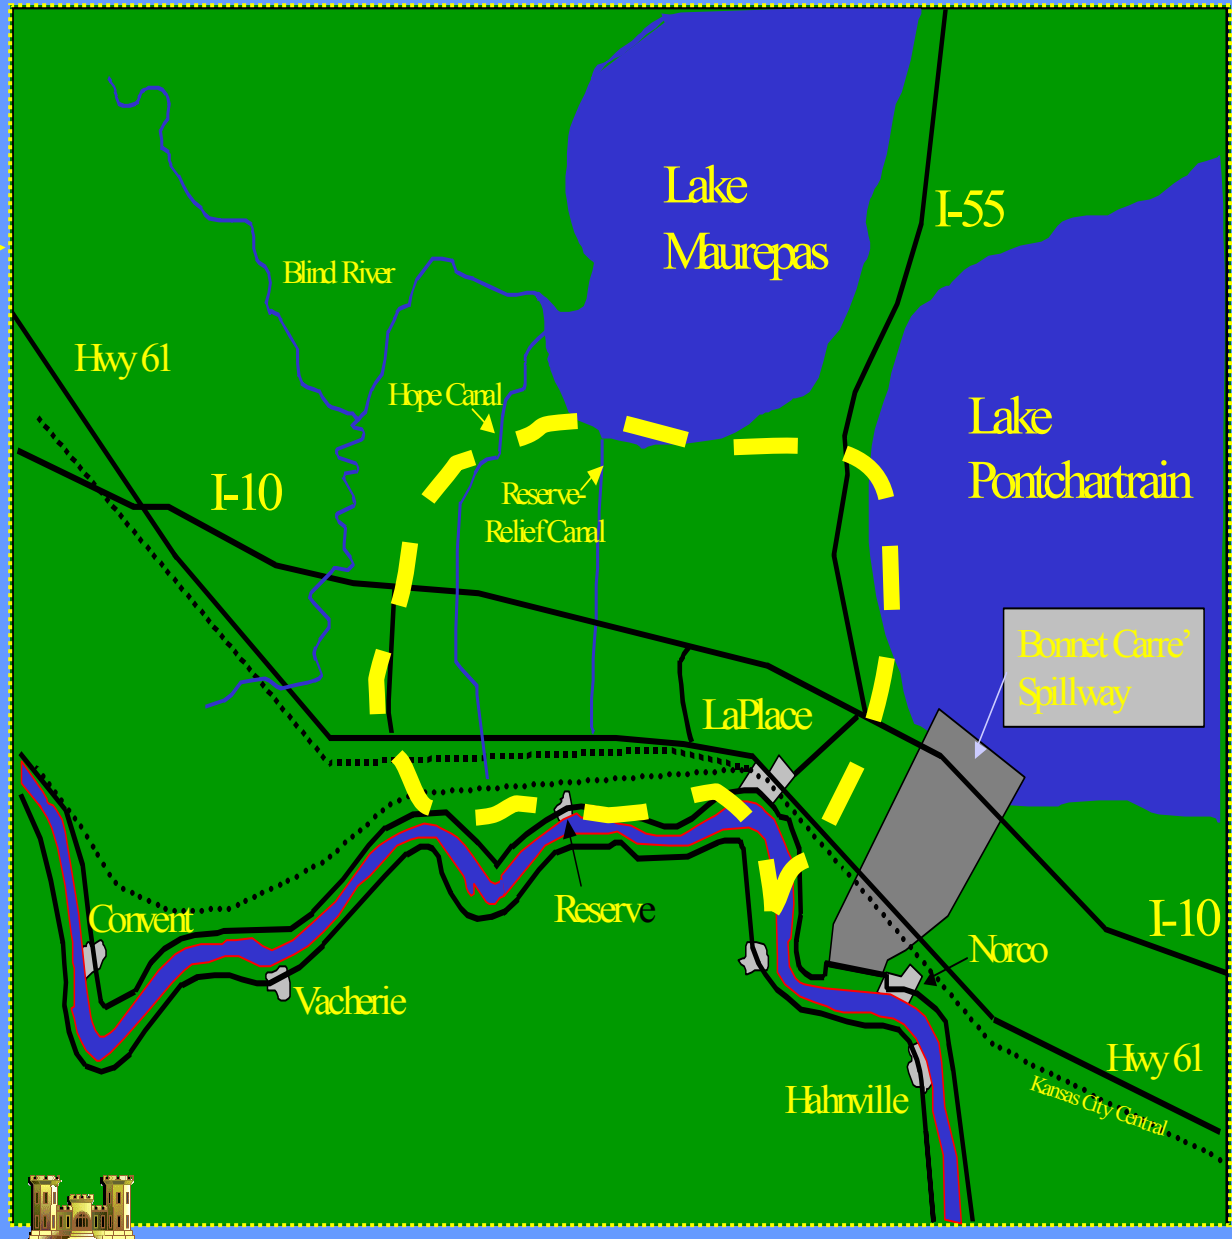 Lake
Maurepas
I-55
Blind River
Hwy 61
Hope Canal
Lake
Pontchartrain
I-10
Reserve-
Relief Canal
Bonnet Carre'
Spillway
LaPlace
Reserve
Convent
I-10
Norco
Vacherie
Hwy 61
Hahnville
Kansas City Central